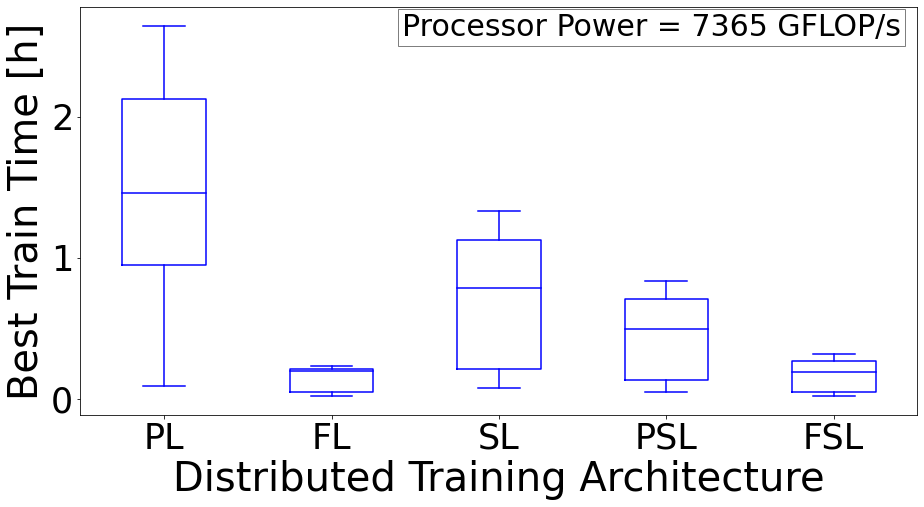 Processor Power = 7365 GFLOP/s
Best Train Time [h]
2
1
0
PL FL SL PSL FSL
Distributed Training Architecture